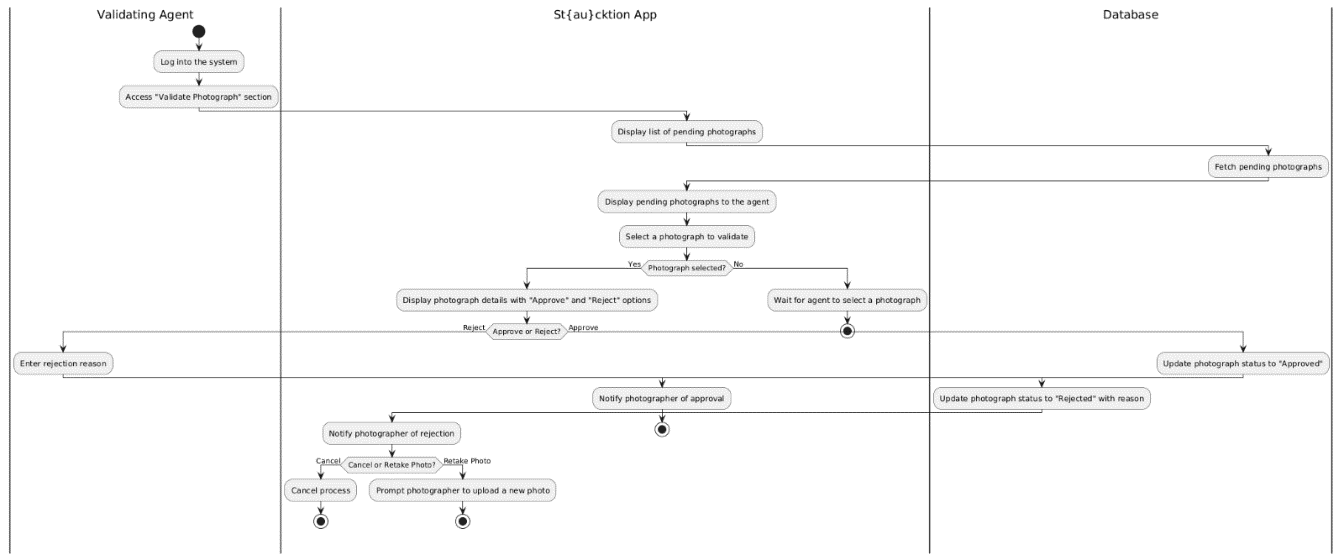 Validating Agent
St{au}cktion App
Database
Log into the system
Access "Validate Photograph" section
Display list of pending photographs
Fetch pending photographs
Display pending photographs to the agent
Select a photograph to validate
Yes
Photograph selected?
No
Display photograph details with "Approve" and "Reject" options
Wait for agent to select a photograph
Reject
Approve or Reject?
Approve
Enter rejection reason
Update photograph status to "Approved"
Notify photographer of approval
Update photograph status to "Rejected" with reason
Notify photographer of rejection
Cancel
Cancel or Retake Photo?
Retake Photo
Cancel process
Prompt photographer to upload a new photo